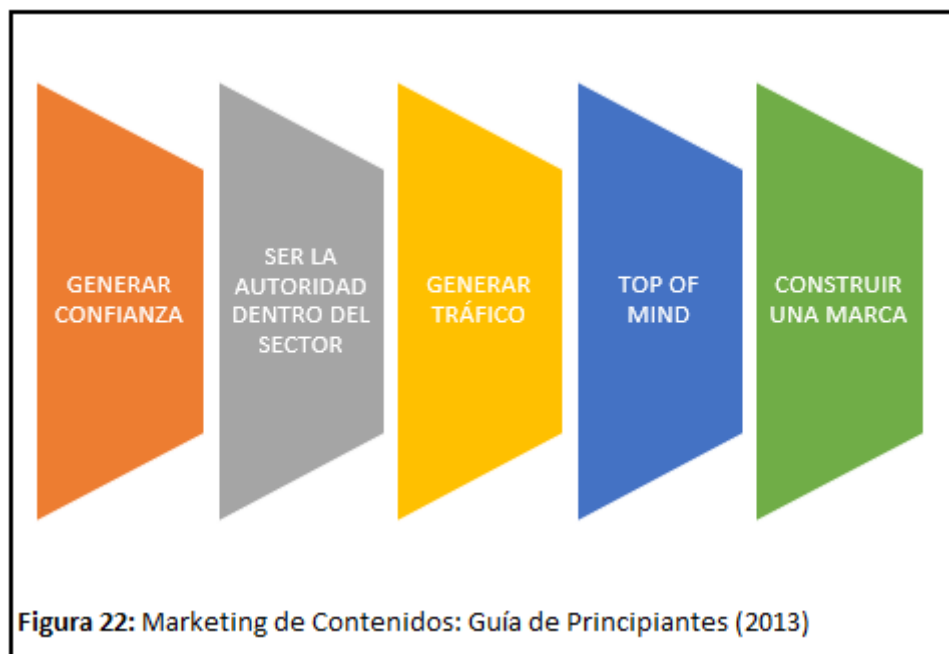 GENERAR
CONFIANZA
SER LA
AUTORIDAD
DENTRO DEL
SECTOR
GENERAR
TRÁFICO
TOP OF
MIND
CONSTRUIR
UNA MARCA
Figura 22: Marketing de Contenidos: Guía de Principiantes (2013)